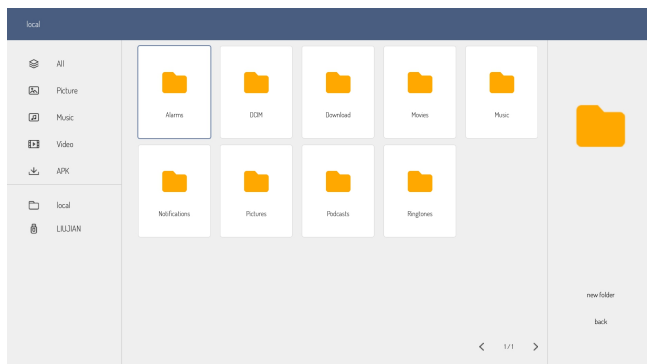 local
All
Picture
Music
Video
APK
local
LIUJIAN
Alarms
DCIM
Download
Movies
Music
Notifications
Pictures
Podcasts
Ringtones
new folder
back
1/1